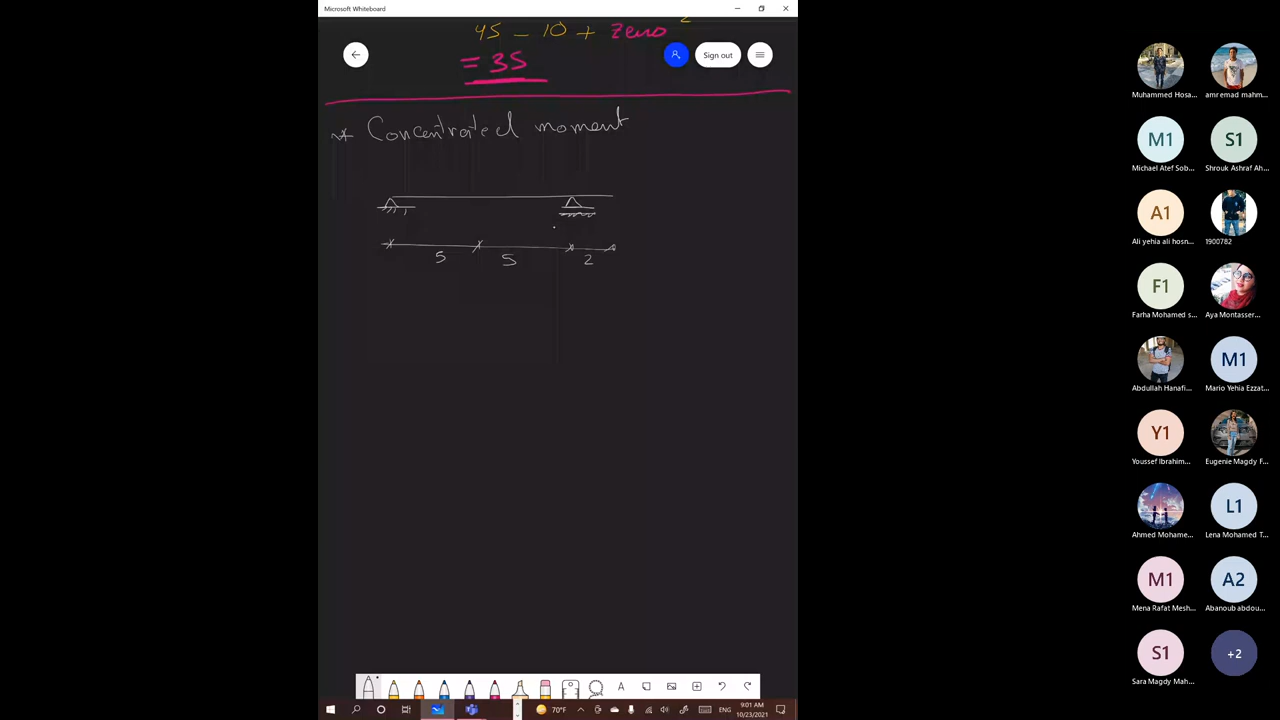 Microsoft Whiteboard
45 - 10 + Zero 2
Sign out
= 35
* Concentrated moment
5 5 2
Muhammed Hosa...
amr emad mahm...
M1
S1
Michael Atef Sob...
Shrouk Ashraf Ah...
A1
Ali yehia ali hosn...
1900782
F1
Farha Mohamed s...
Aya Montasser...
M1
Abdullah Hanafi...
Mario Yehia Ezzat...
Y1
Youssef Ibrahim...
Eugenie Magdy F...
L1
Ahmed Mohame...
Lena Mohamed T...
M1
A2
Mena Rafat Mesh...
Abanoub abdou...
S1
+2
Sara Magdy Mah...
A
70°F
ENG
9:01 AM
10/23/2021